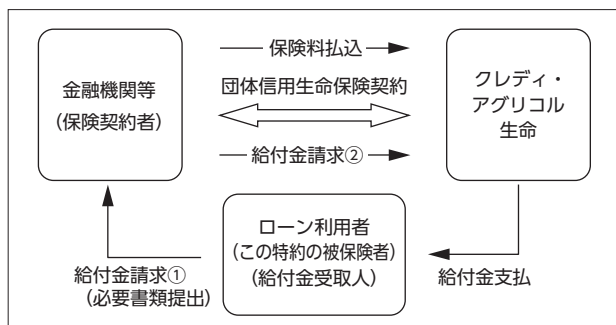 金融機関等
(保険契約者)
保険料払込
団体信用生命保険契約
給付金請求②
クレディ・
アグリコル
生命
ローン利用者
(この特約の被保険者)
(給付金受取人)
給付金請求①
(必要書類提出)
給付金支払